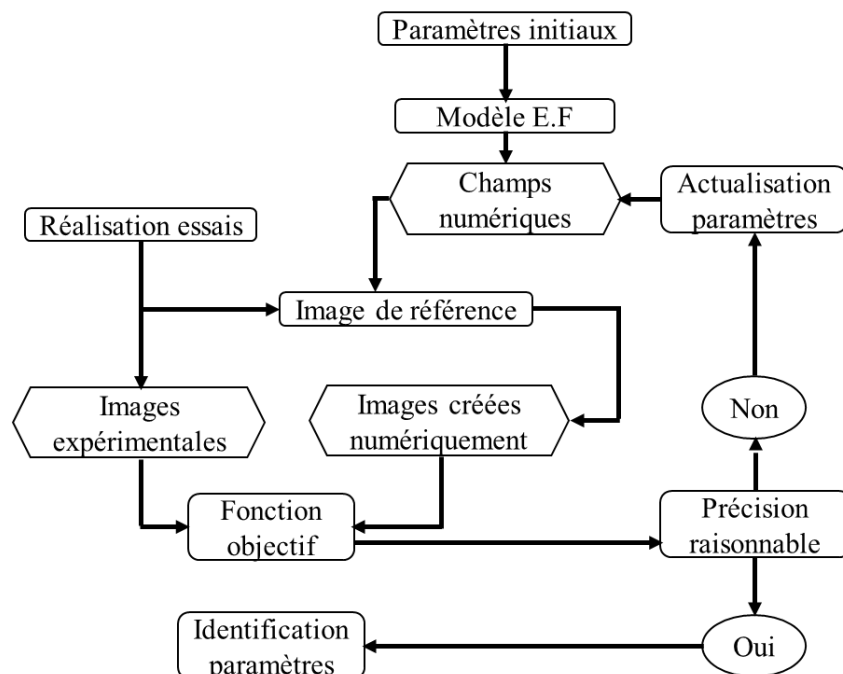 Paramètres initiaux
Modèle E.F
Champs
numériques
Actualisation
paramètres
Réalisation essais
Image de référence
Images
expérimentales
Images créées
numériquement
Non
Fonction
objectif
Précision
raisonnable
Identification
paramètres
Oui